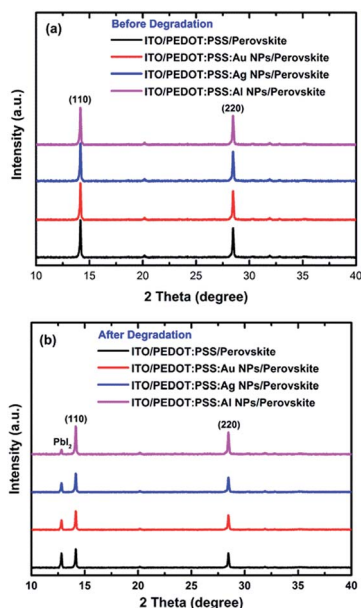 (a)
Before Degradation
ITO/PEDOT:PSS/Perovskite
ITO/PEDOT:PSS:Au NPs/Perovskite
ITO/PEDOT:PSS:Ag NPs/Perovskite
ITO/PEDOT:PSS:Al NPs/Perovskite
(110)
(220)
Intensity (a.u.)
10 15 20 25 30 35 40
2 Theta (degree)
(b)
After Degradation
ITO/PEDOT:PSS/Perovskite
ITO/PEDOT:PSS:Au NPs/Perovskite
ITO/PEDOT:PSS:Ag NPs/Perovskite
ITO/PEDOT:PSS:Al NPs/Perovskite
(110)
(220)
PbI2
Intensity (a.u.)
10 15 20 25 30 35 40
2 Theta (degree)